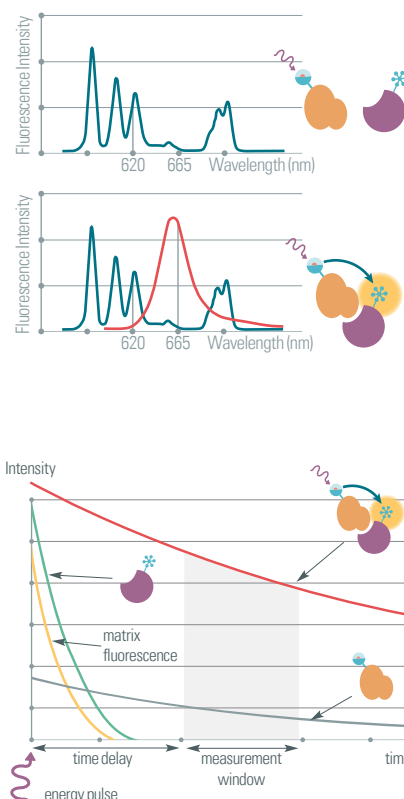 Fluorescence Intensity
620 665 Wavelength (nm)
Fluorescence Intensity
620 665 Wavelength (nm)
Intensity
matrix
fluorescence
time delay
measurement
window
energy pulse